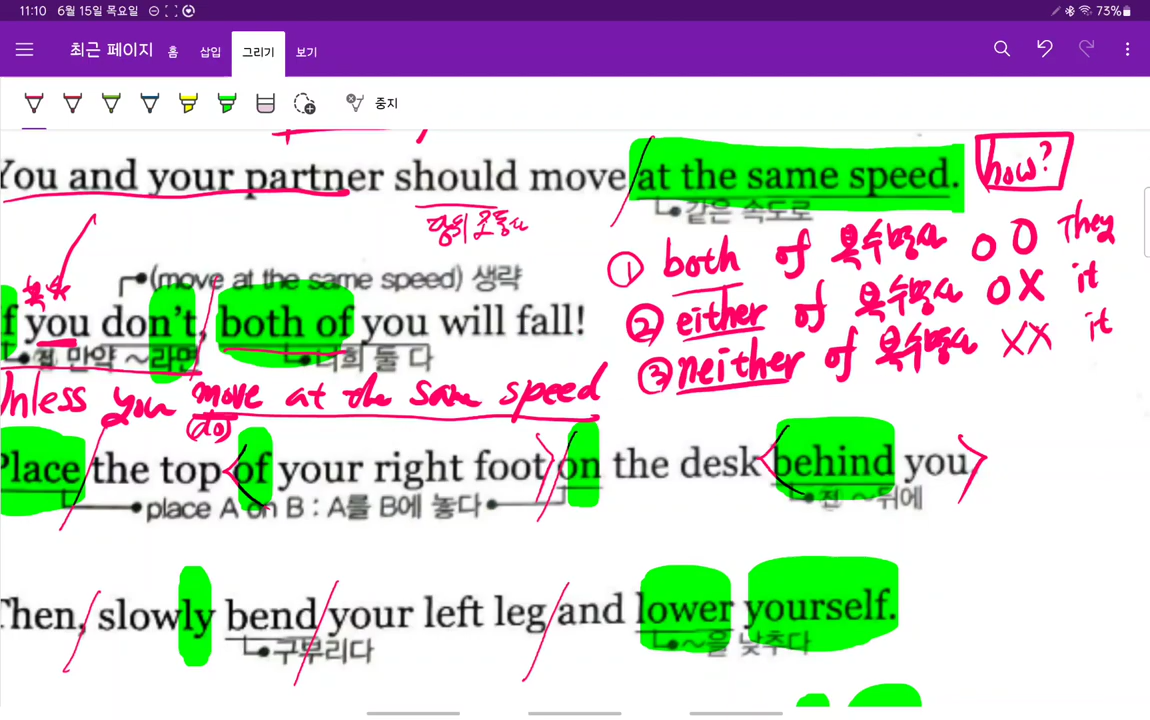 11:10 6월 15일 목요일 73%
최근 페이지 홈 삽입 그리기 보기
중지
You and your partner should move at the same speed. how?
같은 속도로
① both of 복수명사 O O They
(move at the same speed) 생략
복수
② either of 복수명사 O X it
If you don't, both of you will fall!
접 만약 ~라면 너희 둘 다
③ neither of 복수명사 X X it
Unless you move at the same speed
(do)
Place the top of your right foot on the desk behind you
place A on B : A를 B에 놓다 전 ~뒤에
Then, slowly bend your left leg and lower yourself.
구부리다 ~을 낮추다